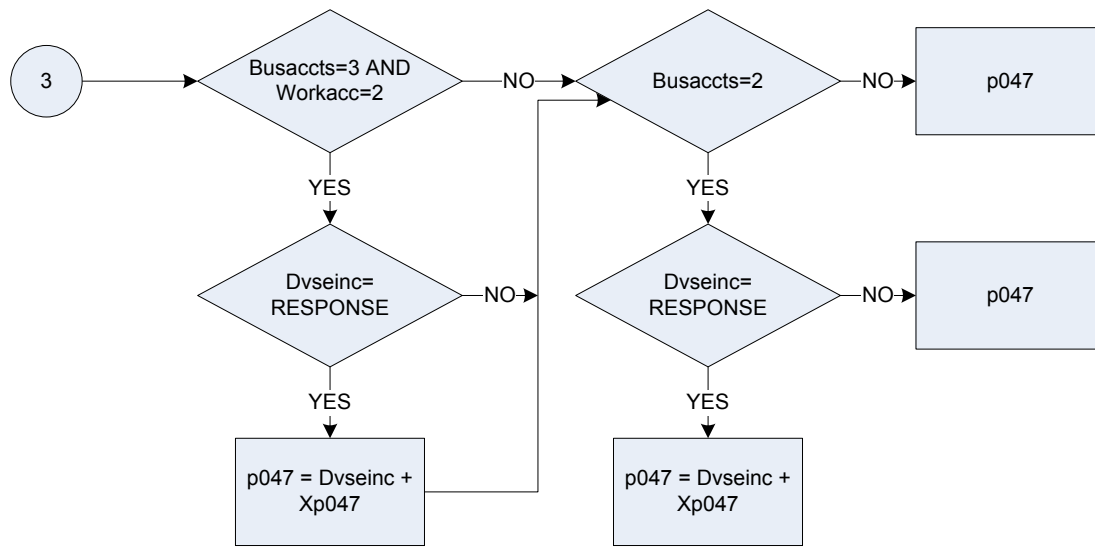 3
Busaccts=3 AND
Workacc=2
NO
Busaccts=2
NO
p047
YES
YES
Dvseinc=
RESPONSE
NO
Dvseinc=
RESPONSE
NO
p047
YES
YES
p047 = Dvseinc +
Xp047
p047 = Dvseinc +
Xp047